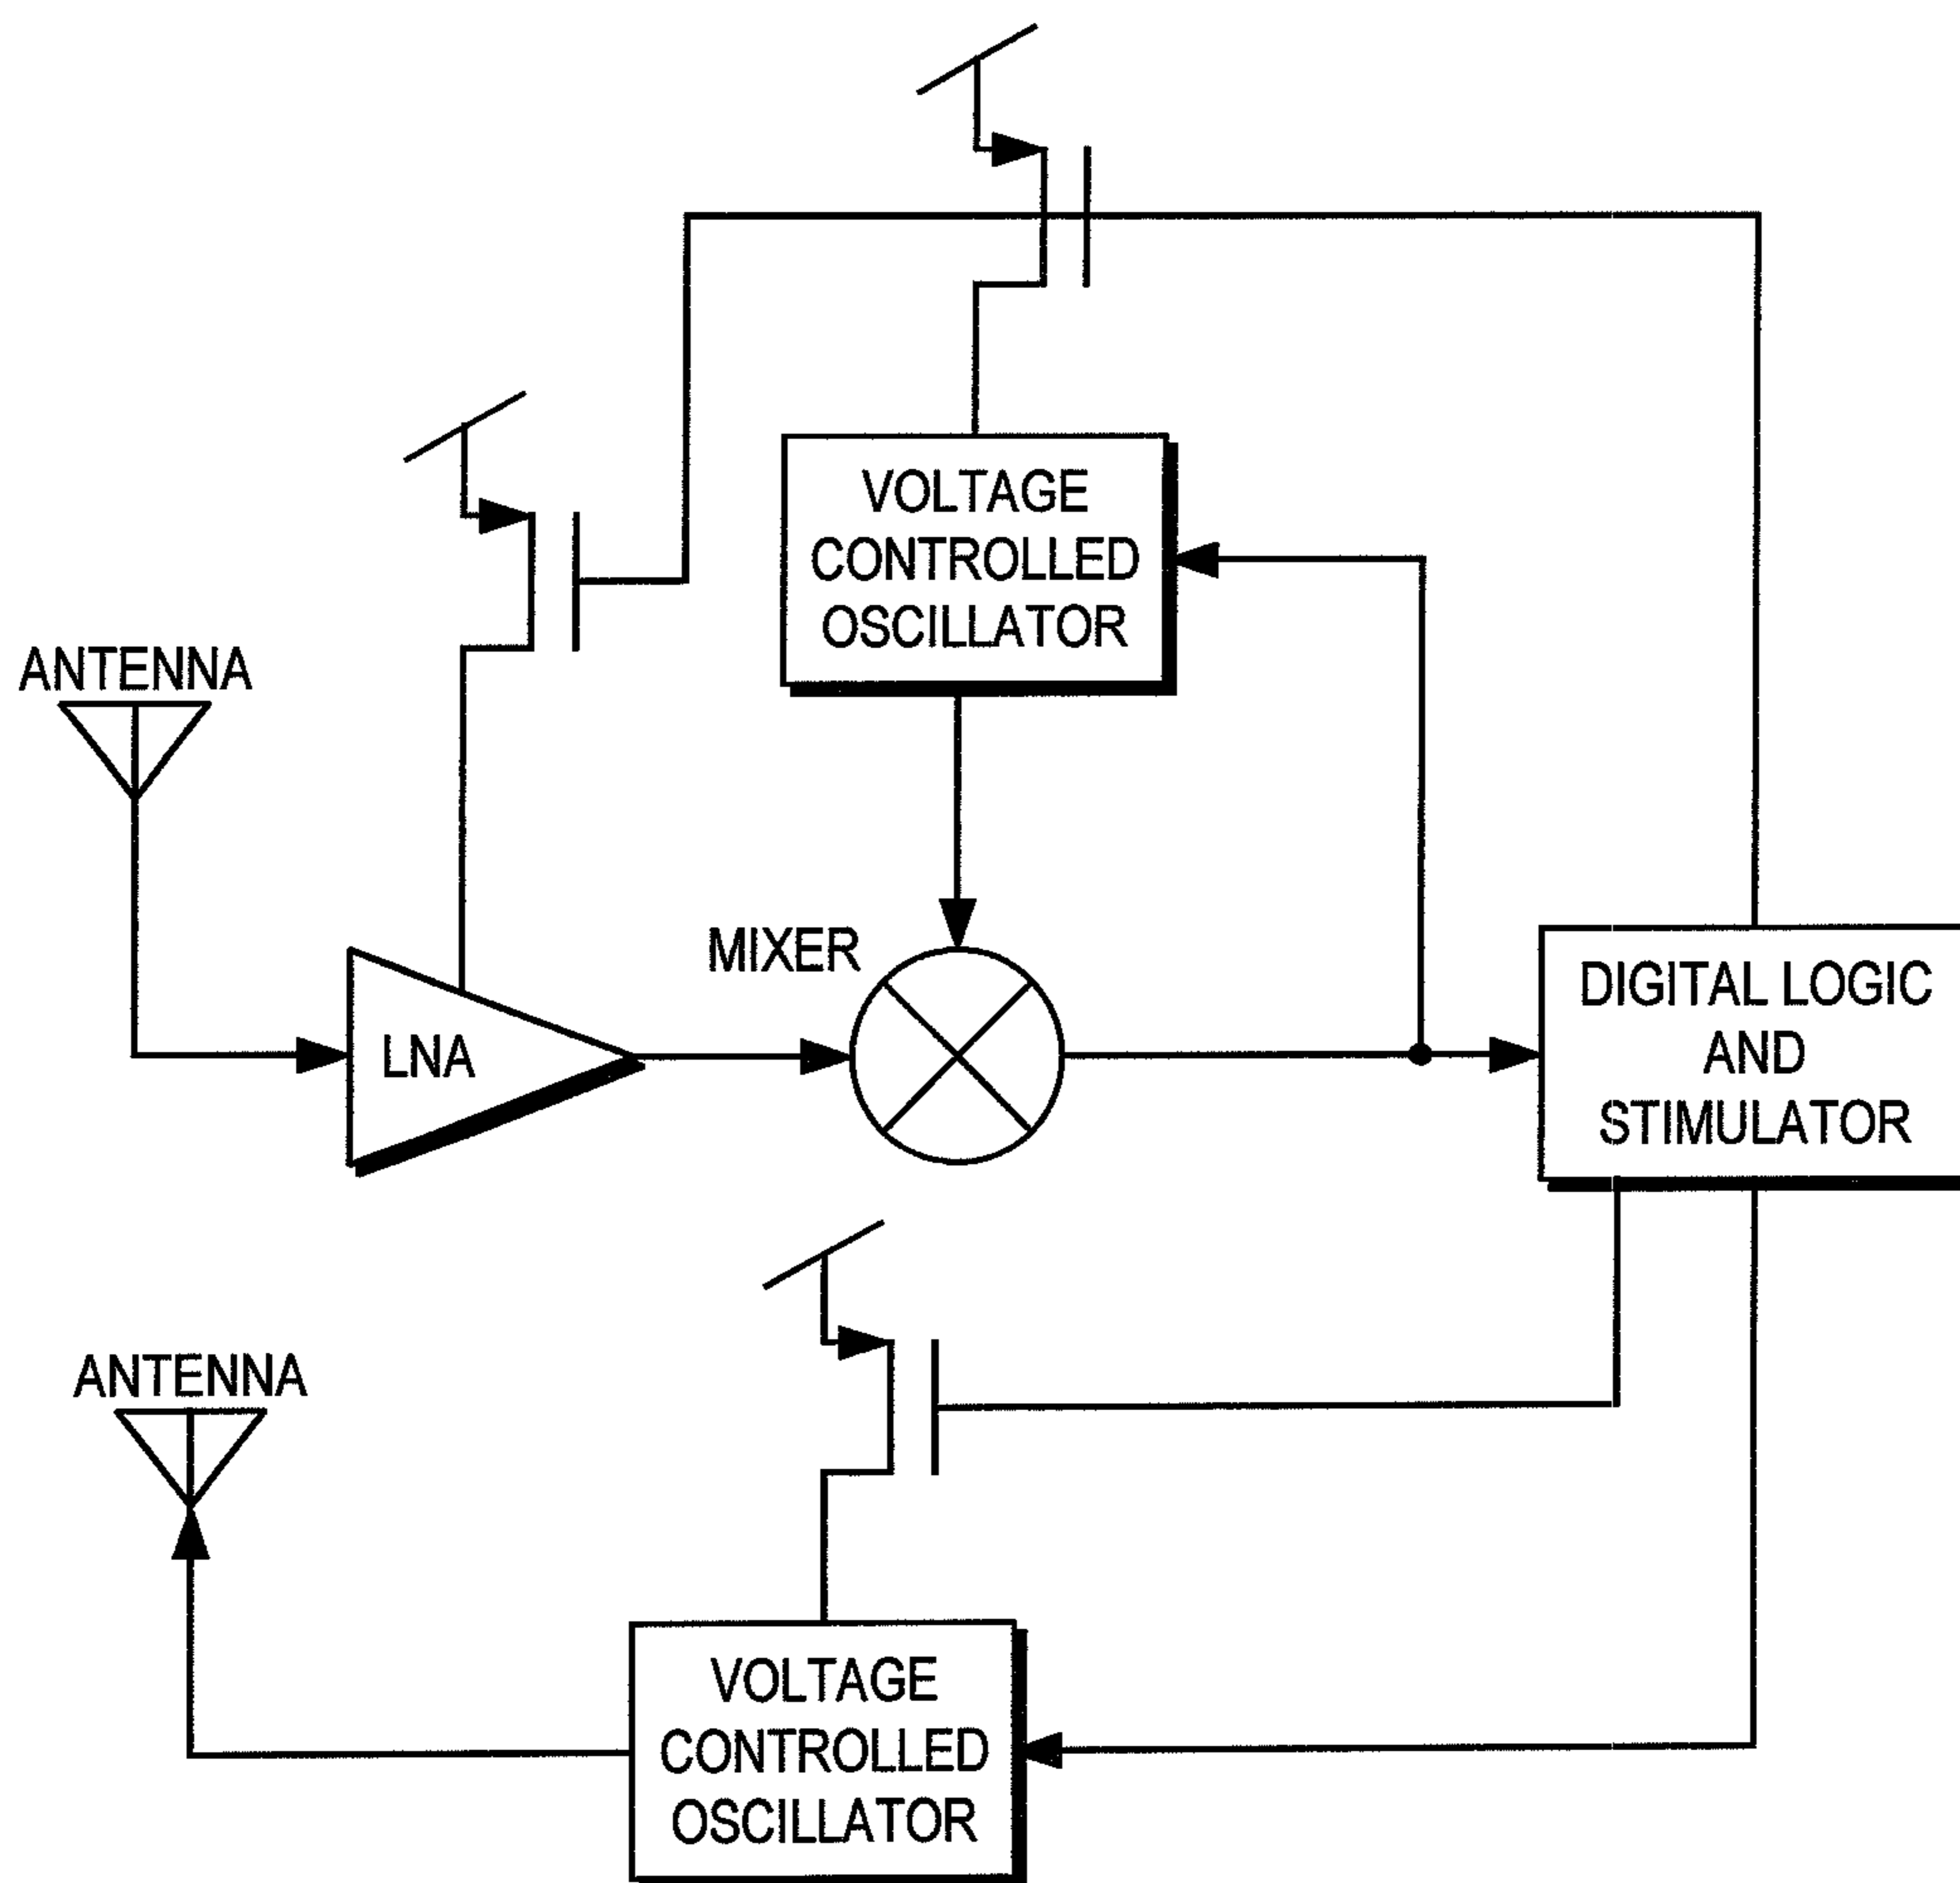 VOLTAGE
CONTROLLED
OSCILLATOR
ANTENNA
MIXER
LNA
DIGITAL LOGIC
AND
STIMULATOR
ANTENNA
VOLTAGE
CONTROLLED
OSCILLATOR